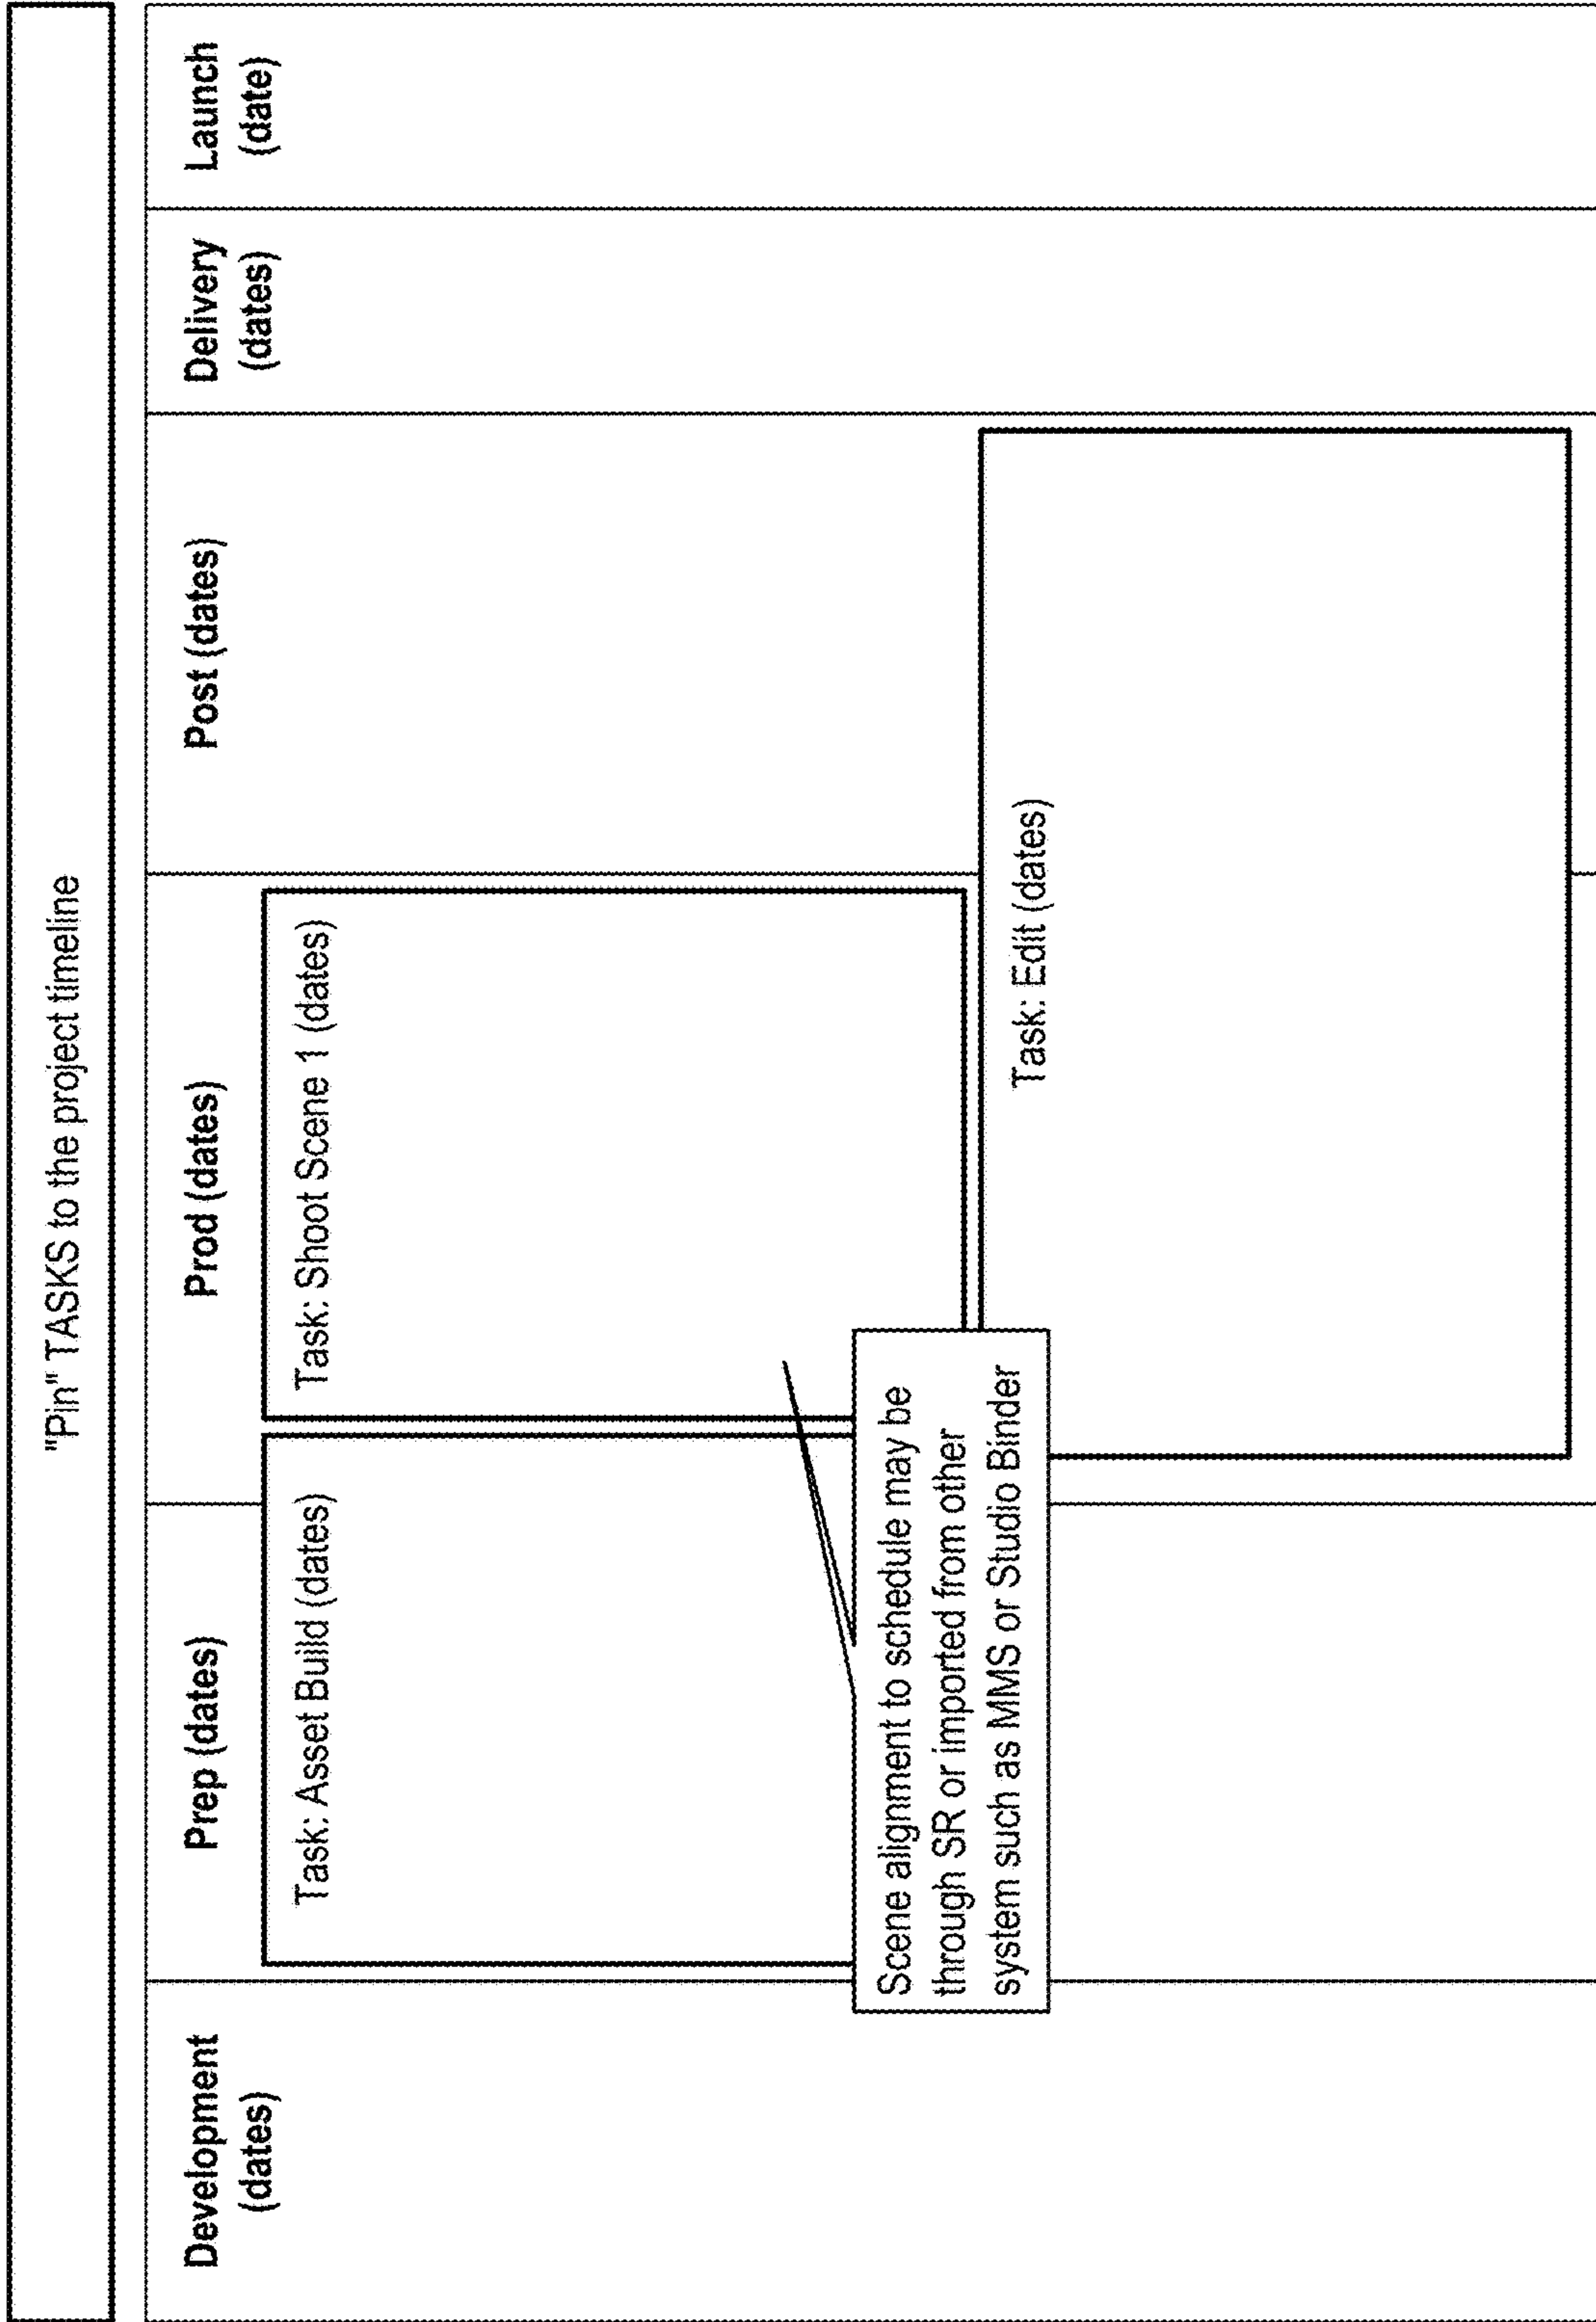 "Pin" TASKS to the project timeline
Development
(dates)
Prep (dates)
Prod (dates)
Post (dates)
Delivery
(dates)
Launch
(date)
Task: Asset Build (dates)
Task: Shoot Scene 1 (dates)
Scene alignment to schedule may be
through SR or imported from other
system such as MMS or Studio Binder
Task: Edit (dates)